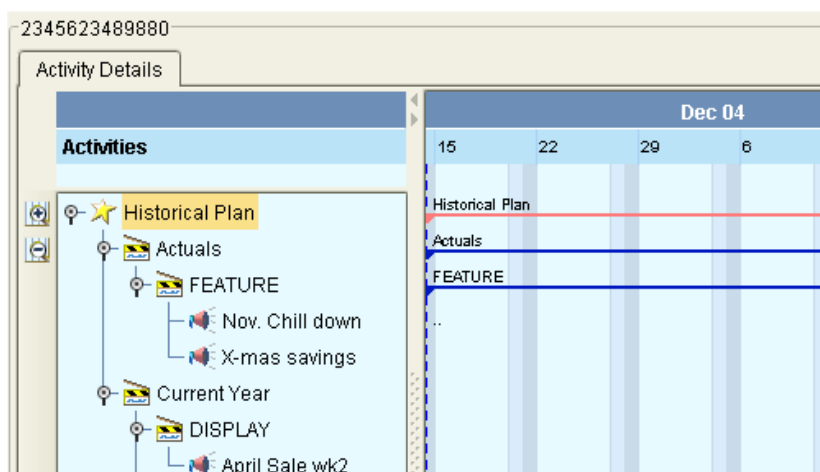 2345623489880
Activity Details
Dec 04
Activities
15 22 29 6
Historical Plan
Historical Plan
Actuals
Actuals
FEATURE
FEATURE
Nov. Chill down
..
X-mas savings
Current Year
DISPLAY
April Sale wk2